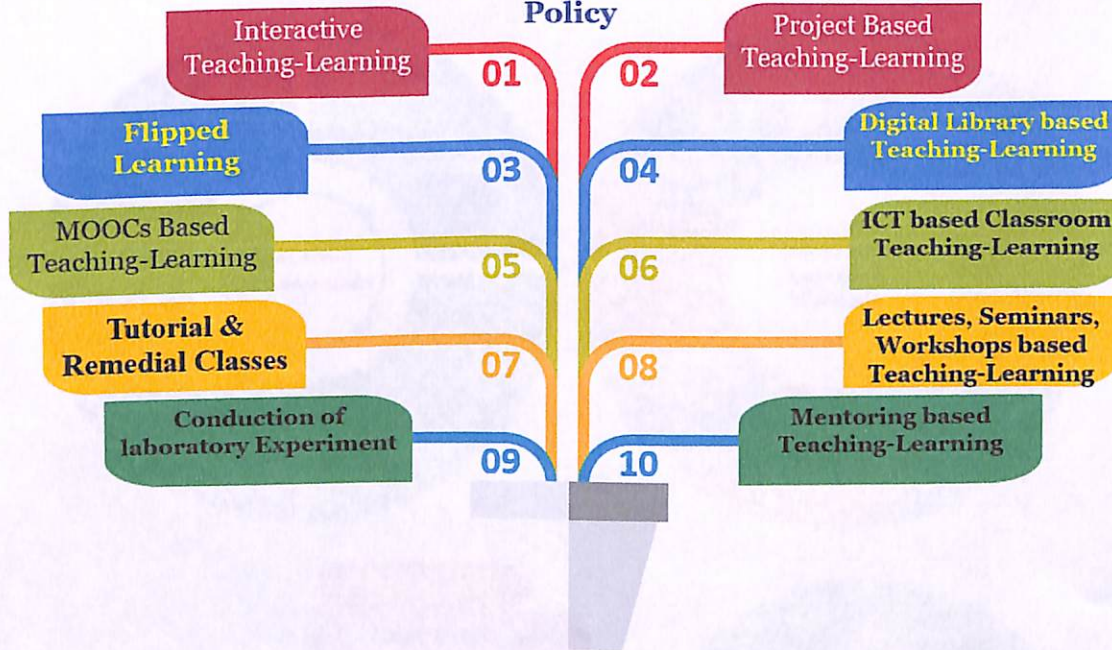 Policy
Interactive
Teaching-Learning
01
02
Project Based
Teaching-Learning
Flipped
Learning
03
04
Digital Library based
Teaching-Learning
MOOCs Based
Teaching-Learning
05
06
ICT based Classroom
Teaching-Learning
Tutorial &
Remedial Classes
07
08
Lectures, Seminars,
Workshops based
Teaching-Learning
Conduction of
laboratory Experiment
09
10
Mentoring based
Teaching-Learning